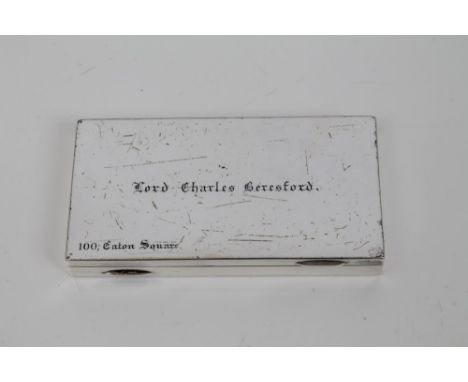 Lord Charles Beresford.
100, Eaton Square